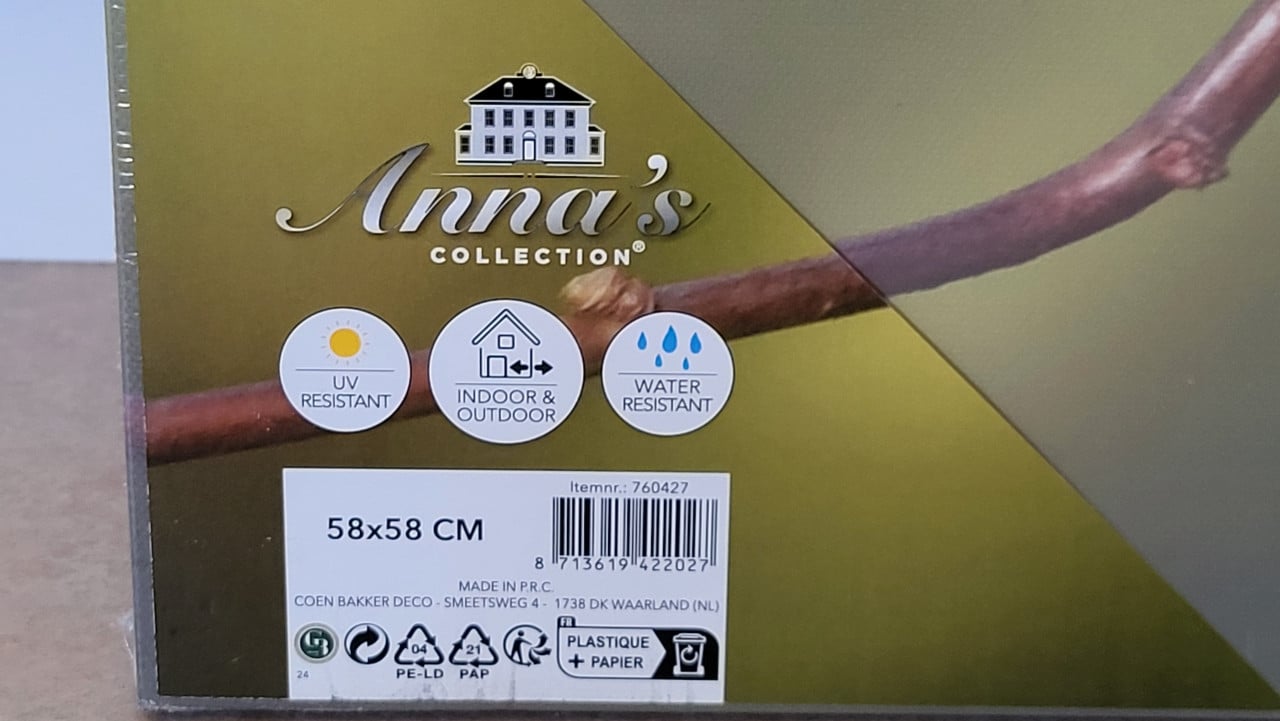 Anna's
COLLECTION®
UV
RESISTANT
INDOOR &
OUTDOOR
WATER
RESISTANT
Itemnr.: 760427
58x58 CM
8 713619 422027
MADE IN P.R.C.
COEN BAKKER DECO - SMEETSWEG 4 - 1738 DK WAARLAND (NL)
04
PE-LD
21
PAP
FR
PLASTIQUE
+ PAPIER
24